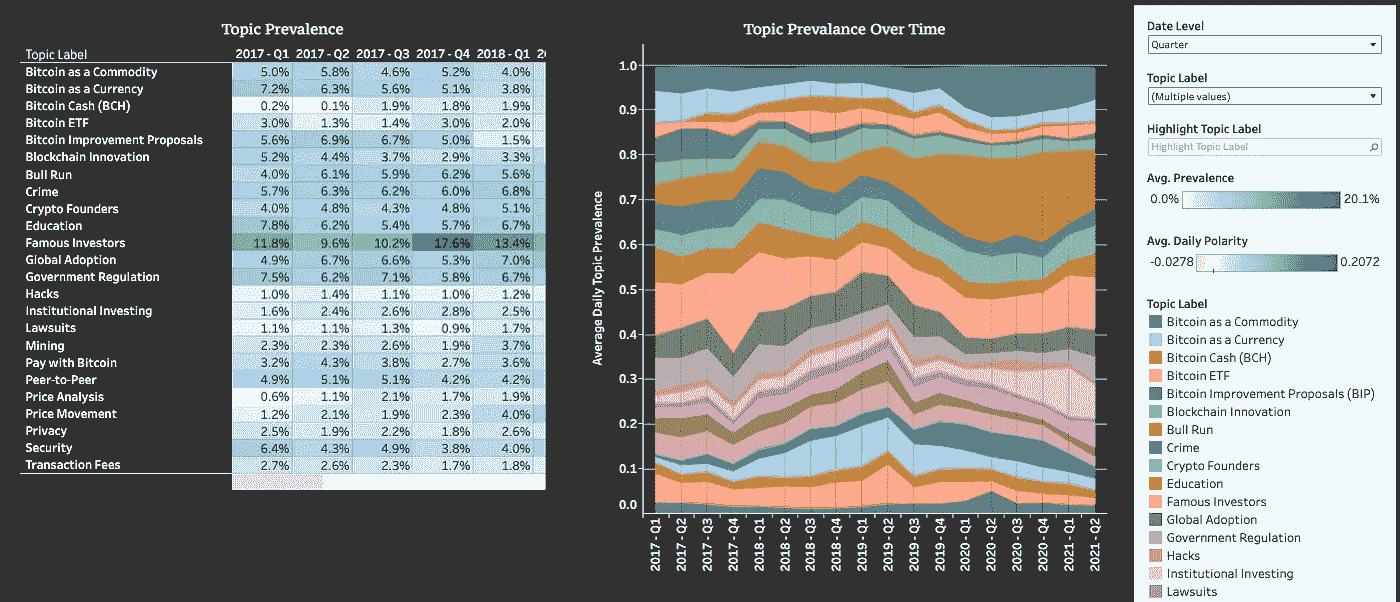 Topic Prevalence
Topic Label 2017 - Q1 2017 - Q2 2017 - Q3 2017 - Q4 2018 - Q1 2
Bitcoin as a Commodity 5.0% 5.8% 4.6% 5.2% 4.0%
Bitcoin as a Currency 7.2% 6.3% 5.6% 5.1% 3.8%
Bitcoin Cash (BCH) 0.2% 0.1% 1.9% 1.8% 1.9%
Bitcoin ETF 3.0% 1.3% 1.4% 3.0% 2.0%
Bitcoin Improvement Proposals 5.6% 6.9% 6.7% 5.0% 1.5%
Blockchain Innovation 5.2% 4.4% 3.7% 2.9% 3.3%
Bull Run 4.0% 6.1% 5.9% 6.2% 5.6%
Crime 5.7% 6.3% 6.2% 6.0% 6.8%
Crypto Founders 4.0% 4.8% 4.3% 4.8% 5.1%
Education 7.8% 6.2% 5.4% 5.7% 6.7%
Famous Investors 11.8% 9.6% 10.2% 17.6% 13.4%
Global Adoption 4.9% 6.7% 6.6% 5.3% 7.0%
Government Regulation 7.5% 6.2% 7.1% 5.8% 6.7%
Hacks 1.0% 1.4% 1.1% 1.0% 1.2%
Institutional Investing 1.6% 2.4% 2.6% 2.8% 2.5%
Lawsuits 1.1% 1.1% 1.3% 0.9% 1.7%
Mining 2.3% 2.3% 2.6% 1.9% 3.7%
Pay with Bitcoin 3.2% 4.3% 3.8% 2.7% 3.6%
Peer-to-Peer 4.9% 5.1% 5.1% 4.2% 4.2%
Price Analysis 0.6% 1.1% 2.1% 1.7% 1.9%
Price Movement 1.2% 2.1% 1.9% 2.3% 4.0%
Privacy 2.5% 1.9% 2.2% 1.8% 2.6%
Security 6.4% 4.3% 4.9% 3.8% 4.0%
Transaction Fees 2.7% 2.6% 2.3% 1.7% 1.8%
Topic Prevalance Over Time
Average Daily Topic Prevalence
1.0
0.9
0.8
0.7
0.6
0.5
0.4
0.3
0.2
0.1
0.0
2017 - Q1
2017 - Q2
2017 - Q3
2017 - Q4
2018 - Q1
2018 - Q2
2018 - Q3
2018 - Q4
2019 - Q1
2019 - Q2
2019 - Q3
2019 - Q4
2020 - Q1
2020 - Q2
2020 - Q3
2020 - Q4
2021 - Q1
2021 - Q2
Date Level
Quarter
Topic Label
(Multiple values)
Highlight Topic Label
Highlight Topic Label
Avg. Prevalence
0.0% 20.1%
Avg. Daily Polarity
-0.0278 0.2072
Topic Label
Bitcoin as a Commodity
Bitcoin as a Currency
Bitcoin Cash (BCH)
Bitcoin ETF
Bitcoin Improvement Proposals (BIP)
Blockchain Innovation
Bull Run
Crime
Crypto Founders
Education
Famous Investors
Global Adoption
Government Regulation
Hacks
Institutional Investing
Lawsuits